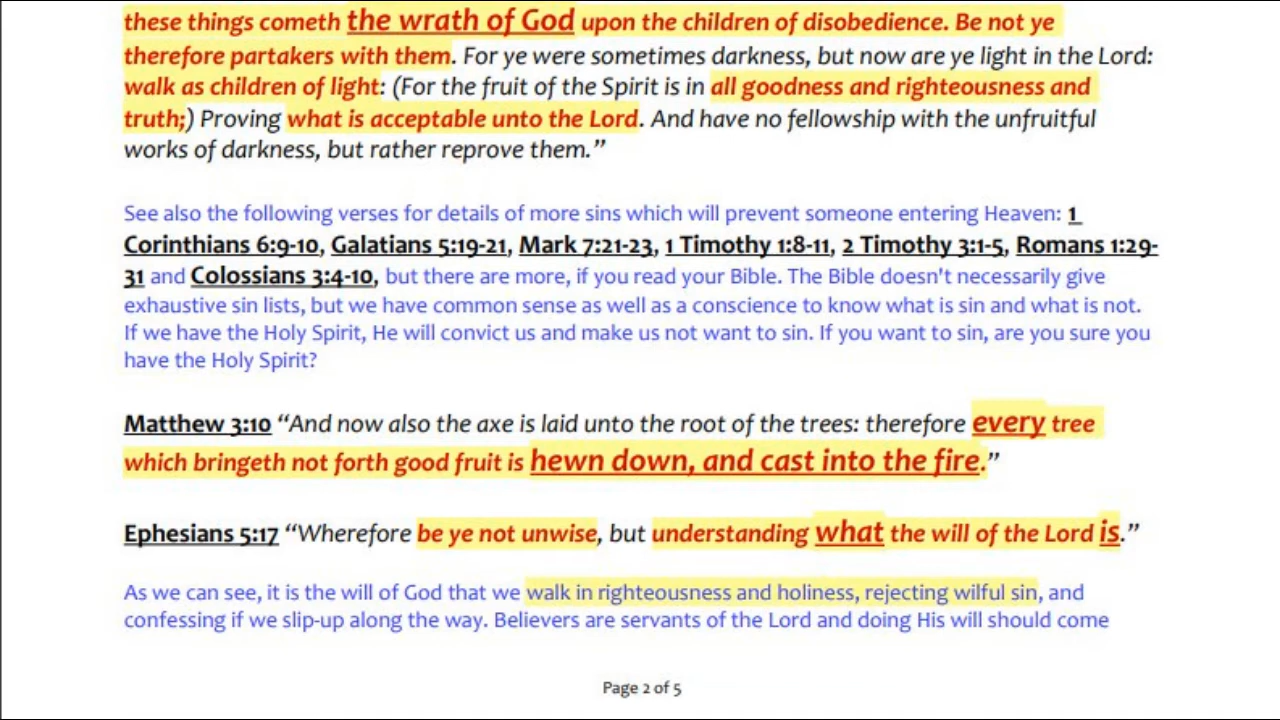 these things cometh the wrath of God upon the children of disobedience. Be not ye
therefore partakers with them. For ye were sometimes darkness, but now are ye light in the Lord:
walk as children of light: (For the fruit of the Spirit is in all goodness and righteousness and
truth;) Proving what is acceptable unto the Lord. And have no fellowship with the unfruitful
works of darkness, but rather reprove them.”
See also the following verses for details of more sins which will prevent someone entering Heaven: 1
Corinthians 6:9-10, Galatians 5:19-21, Mark 7:21-23, 1 Timothy 1:8-11, 2 Timothy 3:1-5, Romans 1:29-
31 and Colossians 3:4-10, but there are more, if you read your Bible. The Bible doesn't necessarily give
exhaustive sin lists, but we have common sense as well as a conscience to know what is sin and what is not.
If we have the Holy Spirit, He will convict us and make us not want to sin. If you want to sin, are you sure you
have the Holy Spirit?
Matthew 3:10 “And now also the axe is laid unto the root of the trees: therefore every tree
which bringeth not forth good fruit is hewn down, and cast into the fire.”
Ephesians 5:17 “Wherefore be ye not unwise, but understanding what the will of the Lord is.”
As we can see, it is the will of God that we walk in righteousness and holiness, rejecting wilful sin, and
confessing if we slip-up along the way. Believers are servants of the Lord and doing His will should come
Page 2 of 5